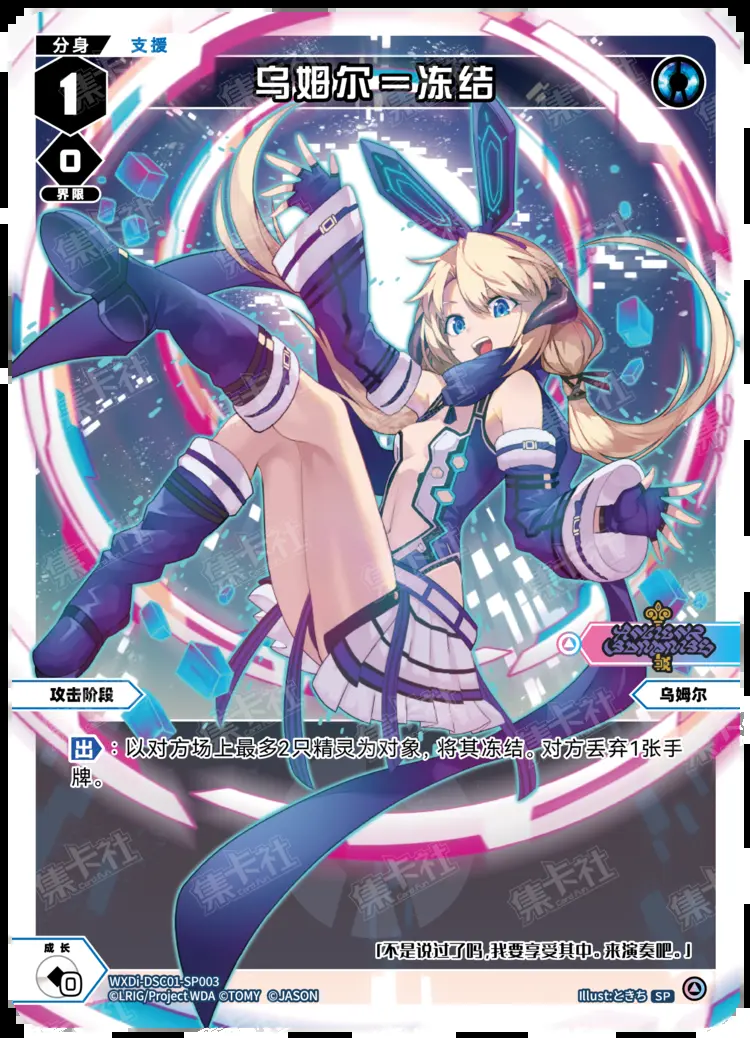 分身 支援
1
乌姆尔＝冻结
0
界限
攻击阶段
乌姆尔
出：以对方场上最多2只精灵为对象，将其冻结。对方丢弃1张手
牌。
「不是说过了吗,我要享受其中。来演奏吧。」
成长
0
WXDi-DSC01-SP003
©LRIG/Project WDA ©TOMY ©JASON
Illust:ときち SP
集卡社